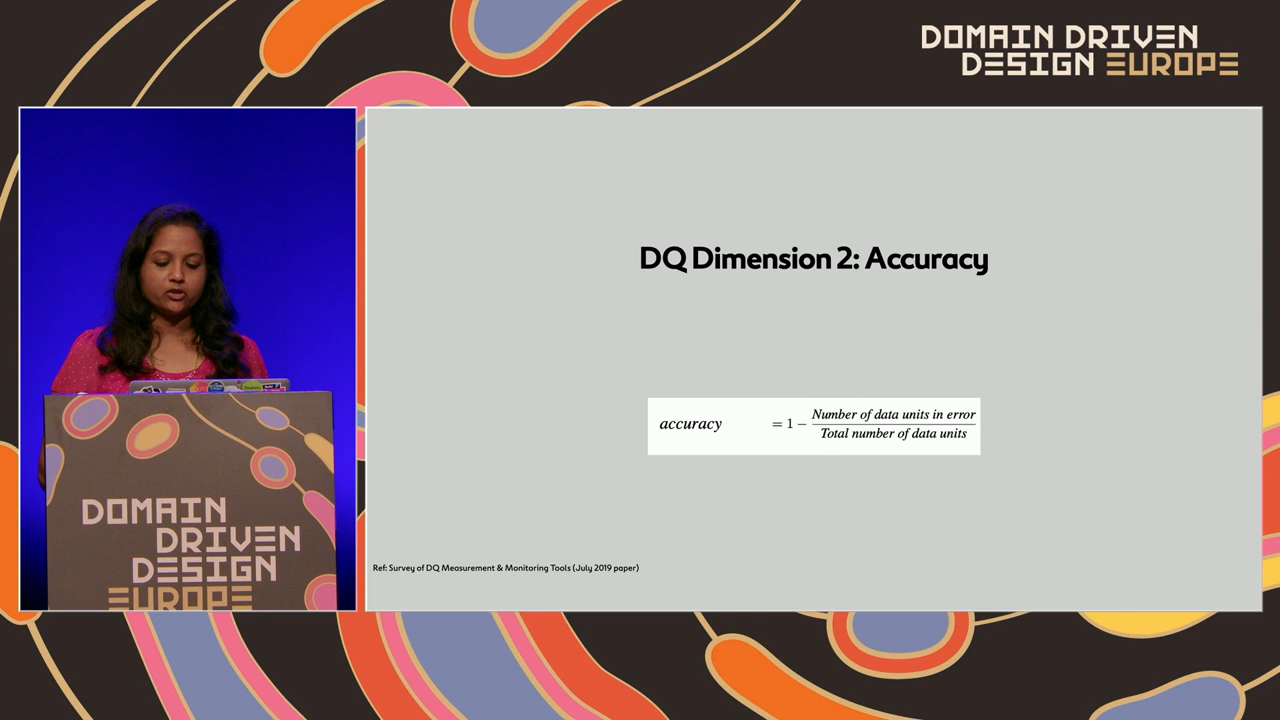 DOMAIN DRIVEN
DESIGN EUROPE
DQ Dimension 2: Accuracy
accuracy = 1 − Number of data units in error
Total number of data units
Ref: Survey of DQ Measurement & Monitoring Tools (July 2019 paper)
DOMAIN
DRIVEN
DESIGN
EUROPE